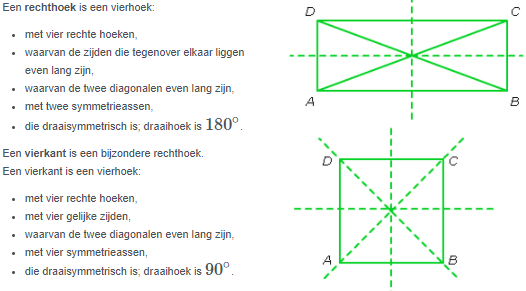 Een rechthoek is een vierhoek:
• met vier rechte hoeken,
• waarvan de zijden die tegenover elkaar liggen
even lang zijn,
• waarvan de twee diagonalen even lang zijn,
• met twee symmetrieassen,
• die draaisymmetrisch is; draaihoek is 180°.
D
C
A
B
Een vierkant is een bijzondere rechthoek.
Een vierkant is een vierhoek:
• met vier rechte hoeken,
• met vier gelijke zijden,
• waarvan de twee diagonalen even lang zijn,
• met vier symmetrieassen,
• die draaisymmetrisch is; draaihoek is 90°.
D
C
A
B